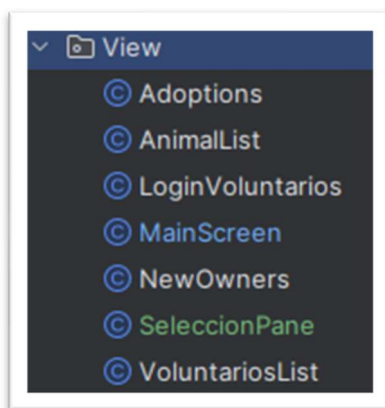 View
Adoptions
AnimalList
LoginVoluntarios
MainScreen
NewOwners
SeleccionPane
VoluntariosList